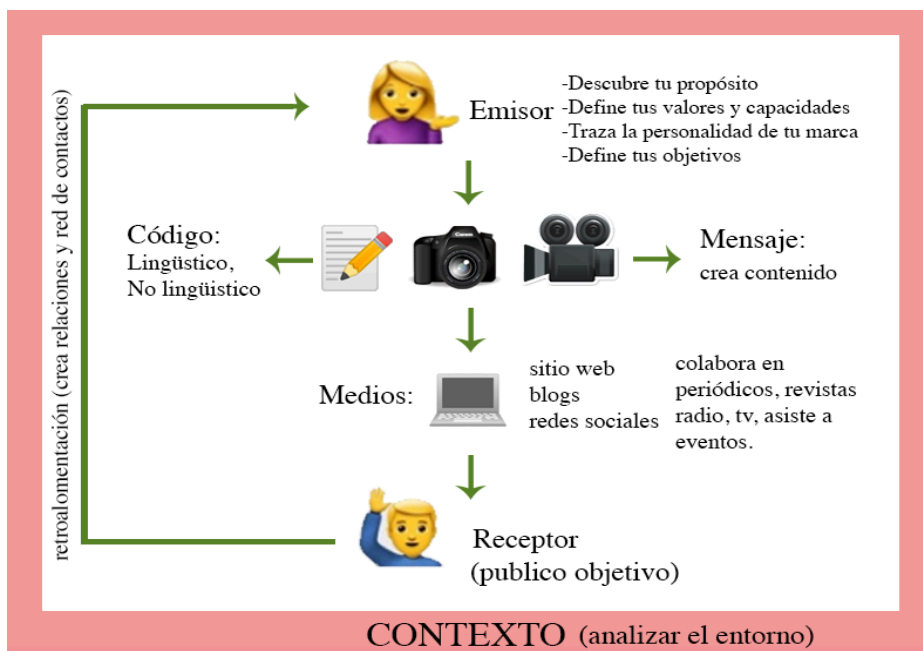 Emisor
-Descubre tu propósito
-Define tus valores y capacidades
-Traza la personalidad de tu marca
-Define tus objetivos
retroalomentación (crea relaciones y red de contactos)
Código:
Lingüstico,
No lingüistico
Canon
Mensaje:
crea contenido
Medios:
sitio web
blogs
redes sociales
colabora en
periódicos, revistas
radio, tv, asiste a
eventos.
Receptor
(publico objetivo)
CONTEXTO (analizar el entorno)